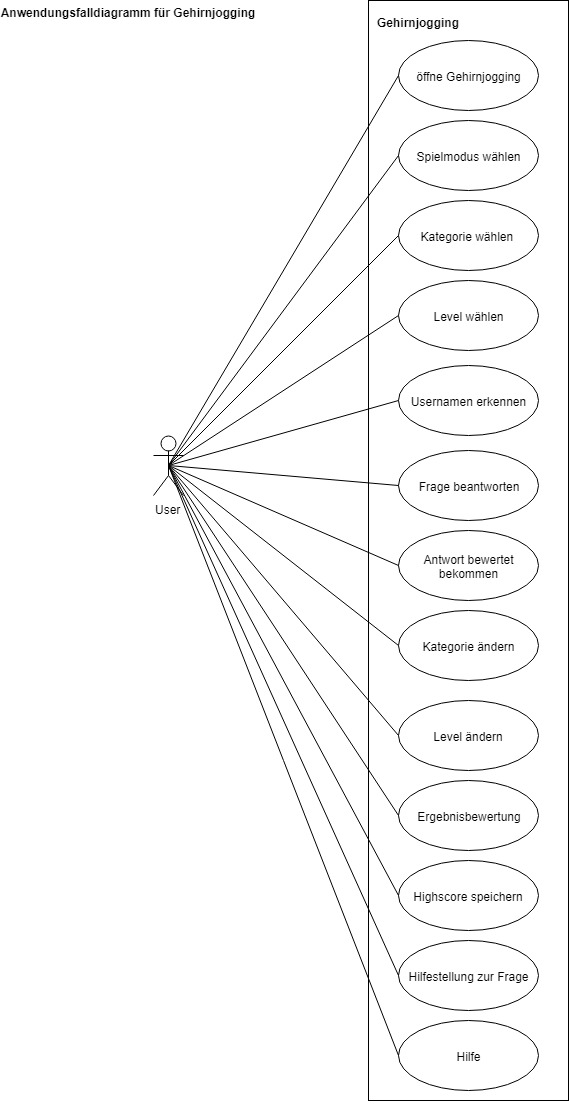 Anwendungsfalldiagramm für Gehirnjogging
Gehirnjogging
öffne Gehirnjogging
Spielmodus wählen
Kategorie wählen
Level wählen
Usernamen erkennen
User
Frage beantworten
Antwort bewertet
bekommen
Kategorie ändern
Level ändern
Ergebnisbewertung
Highscore speichern
Hilfestellung zur Frage
Hilfe